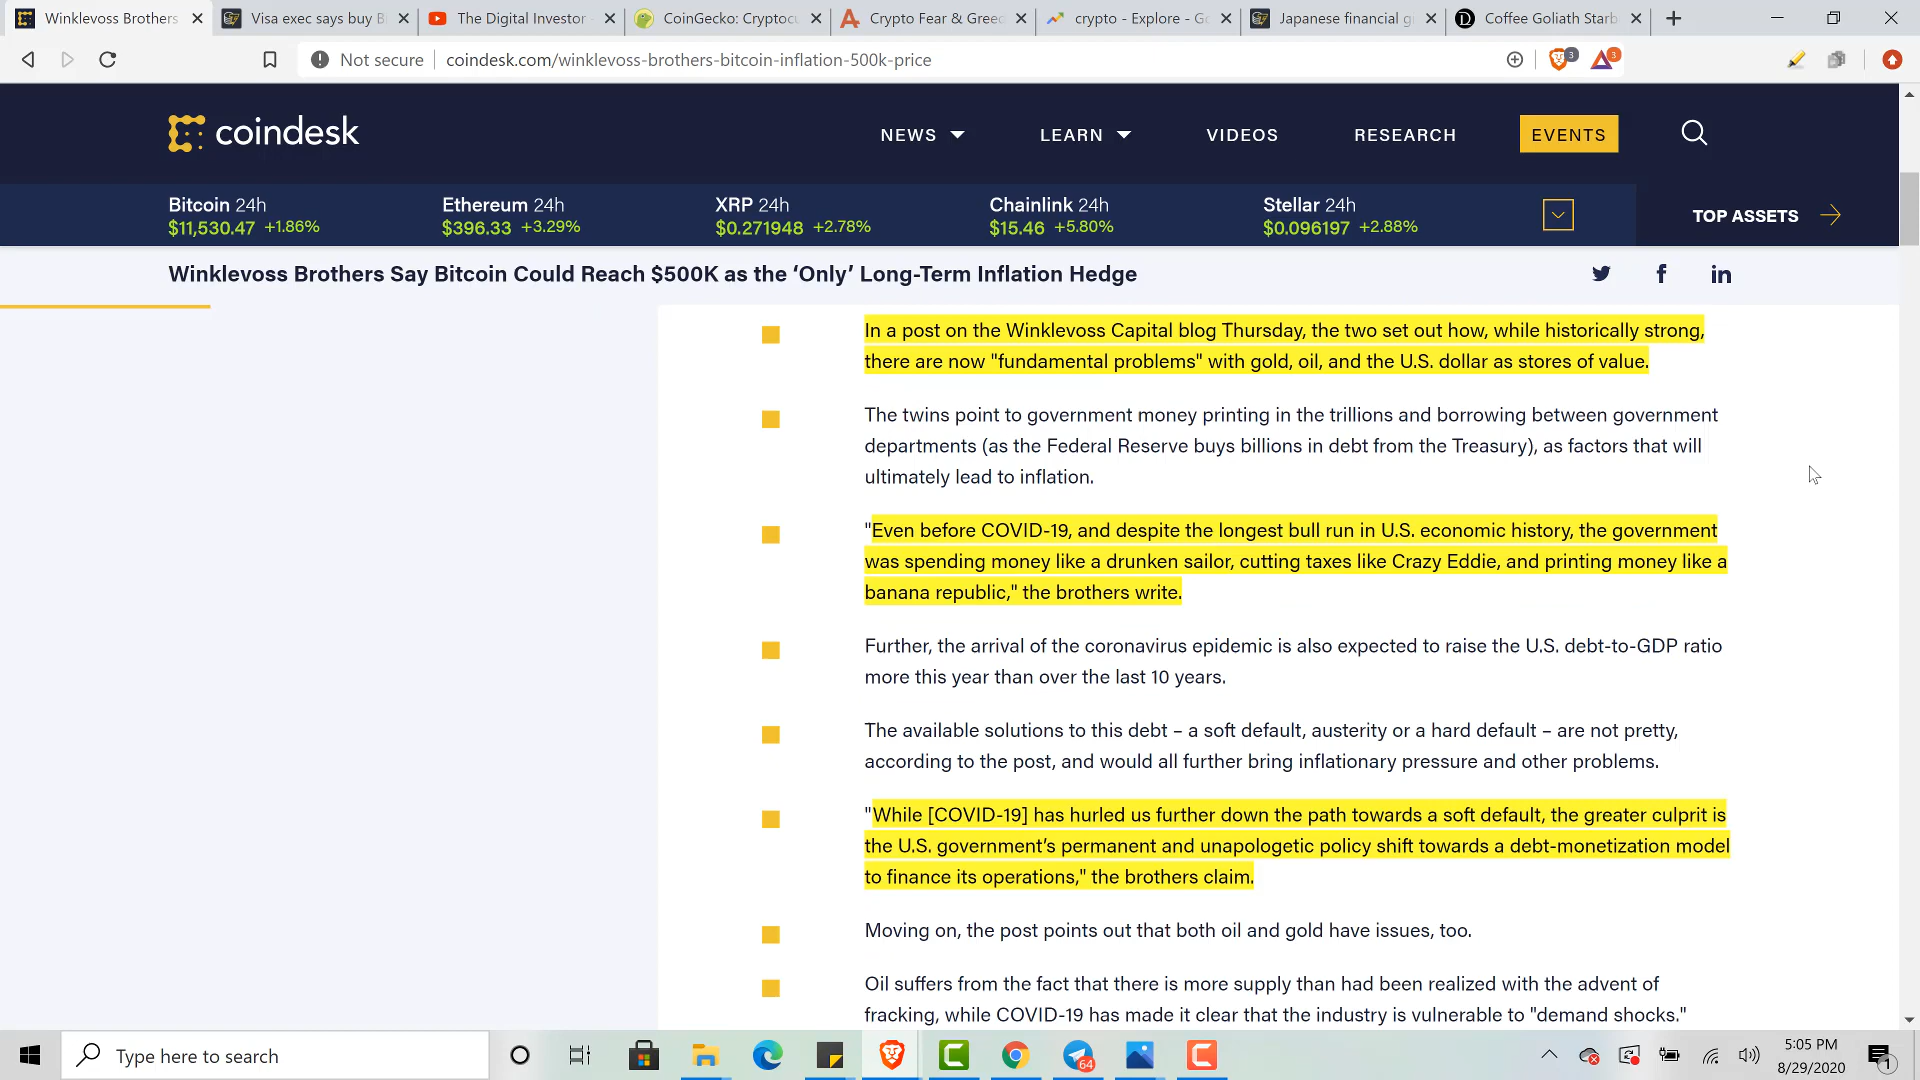 Winklevoss Brothers
Visa exec says buy B
The Digital Investor -
CoinGecko: Cryptoc
Crypto Fear & Gree
crypto - Explore - G
Japanese financial g
Coffee Goliath Starb
Not secure
coindesk.com/winklevoss-brothers-bitcoin-inflation-500k-price
3
3
coindesk
NEWS
LEARN
VIDEOS
RESEARCH
EVENTS
Bitcoin 24h
$11,530.47 +1.86%
Ethereum 24h
$396.33 +3.29%
XRP 24h
$0.271948 +2.78%
Chainlink 24h
$15.46 +5.80%
Stellar 24h
$0.096197 +2.88%
TOP ASSETS
Winklevoss Brothers Say Bitcoin Could Reach $500K as the ‘Only’ Long-Term Inflation Hedge
In a post on the Winklevoss Capital blog Thursday, the two set out how, while historically strong,
there are now "fundamental problems" with gold, oil, and the U.S. dollar as stores of value.
The twins point to government money printing in the trillions and borrowing between government
departments (as the Federal Reserve buys billions in debt from the Treasury), as factors that will
ultimately lead to inflation.
"Even before COVID-19, and despite the longest bull run in U.S. economic history, the government
was spending money like a drunken sailor, cutting taxes like Crazy Eddie, and printing money like a
banana republic," the brothers write.
Further, the arrival of the coronavirus epidemic is also expected to raise the U.S. debt-to-GDP ratio
more this year than over the last 10 years.
The available solutions to this debt – a soft default, austerity or a hard default – are not pretty,
according to the post, and would all further bring inflationary pressure and other problems.
"While [COVID-19] has hurled us further down the path towards a soft default, the greater culprit is
the U.S. government’s permanent and unapologetic policy shift towards a debt-monetization model
to finance its operations," the brothers claim.
Moving on, the post points out that both oil and gold have issues, too.
Oil suffers from the fact that there is more supply than had been realized with the advent of
fracking, while COVID-19 has made it clear that the industry is vulnerable to "demand shocks."
Type here to search
64
5:05 PM
8/29/2020
1